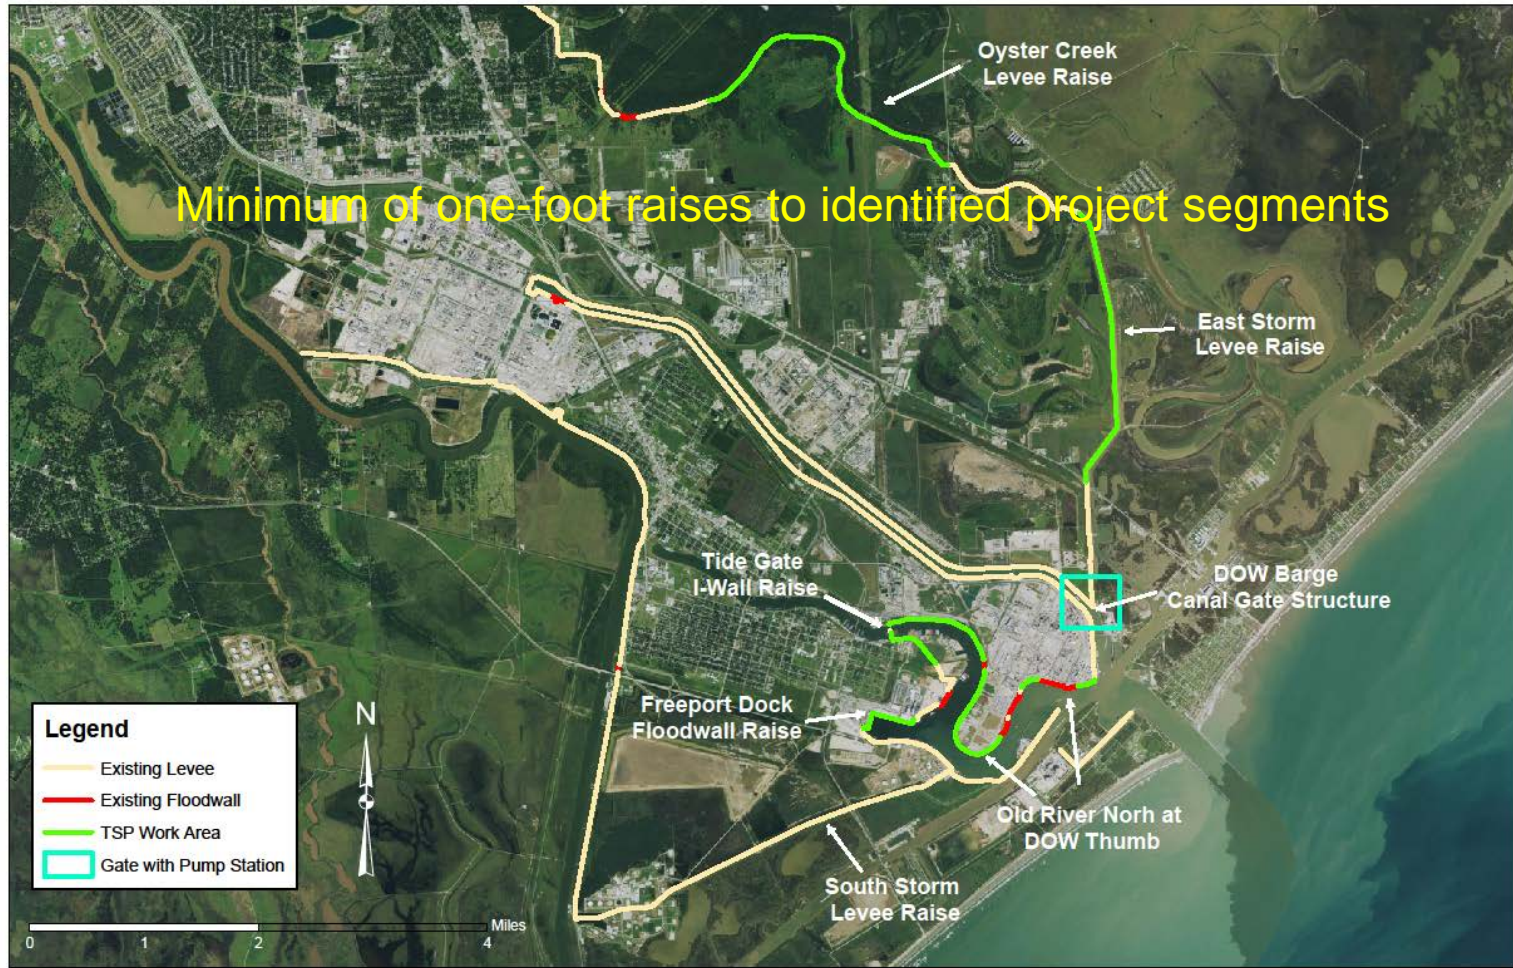 Oyster Creek
Levee Raise
Minimum of one-foot raises to identified project segments
East Storm
Levee Raise
Tide Gate
I-Wall Raise
DOW Barge
Canal Gate Structure
Freeport Dock
Floodwall Raise
Old River Norh at
DOW Thumb
South Storm
Levee Raise
N
Legend
Existing Levee
Existing Floodwall
TSP Work Area
Gate with Pump Station
Miles
0 1 2 4